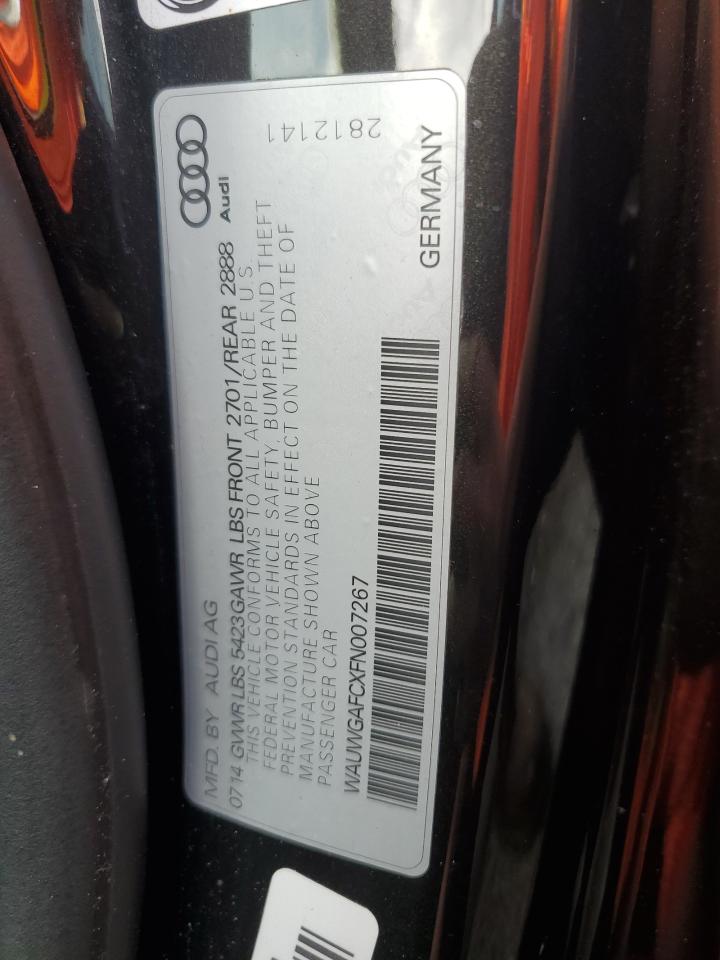 MFD. BY AUDI AG
Audi
0714 GVWR LBS 5423 GAWR LBS FRONT 2701/REAR 2888
THIS VEHICLE CONFORMS TO ALL APPLICABLE U.S.
FEDERAL MOTOR VEHICLE SAFETY, BUMPER AND THEFT
PREVENTION STANDARDS IN EFFECT ON THE DATE OF
MANUFACTURE SHOWN ABOVE
PASSENGER CAR
2812141
WAUWGAFCXFN007267
GERMANY